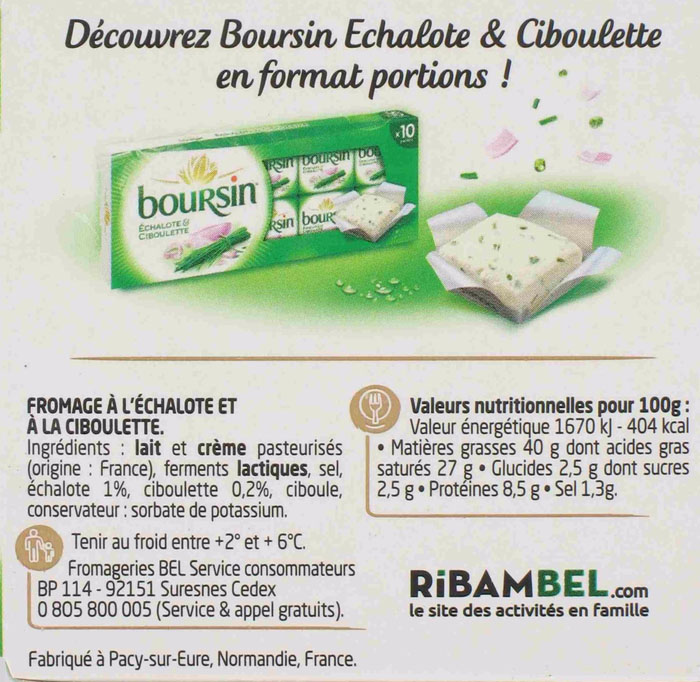 Découvrez Boursin Echalote & Ciboulette
en format portions !
x10
boursin
ÉCHALOTE &
CIBOULETTE
RSIN boursin bou
RSIN bour
FROMAGE À L'ÉCHALOTE ET
À LA CIBOULETTE.
Ingrédients : lait et crème pasteurisés
(origine : France), ferments lactiques, sel,
échalote 1%, ciboulette 0,2%, ciboule,
conservateur : sorbate de potassium.
Valeurs nutritionnelles pour 100g :
Valeur énergétique 1670 kJ - 404 kcal
• Matières grasses 40 g dont acides gras
saturés 27 g • Glucides 2,5 g dont sucres
2,5 g • Protéines 8,5 g • Sel 1,3g.
Tenir au froid entre +2° et + 6°C.
Fromageries BEL Service consommateurs
BP 114 - 92151 Suresnes Cedex
0 805 800 005 (Service & appel gratuits).
RiBAMBEL.com
le site des activités en famille
Fabriqué à Pacy-sur-Eure, Normandie, France.